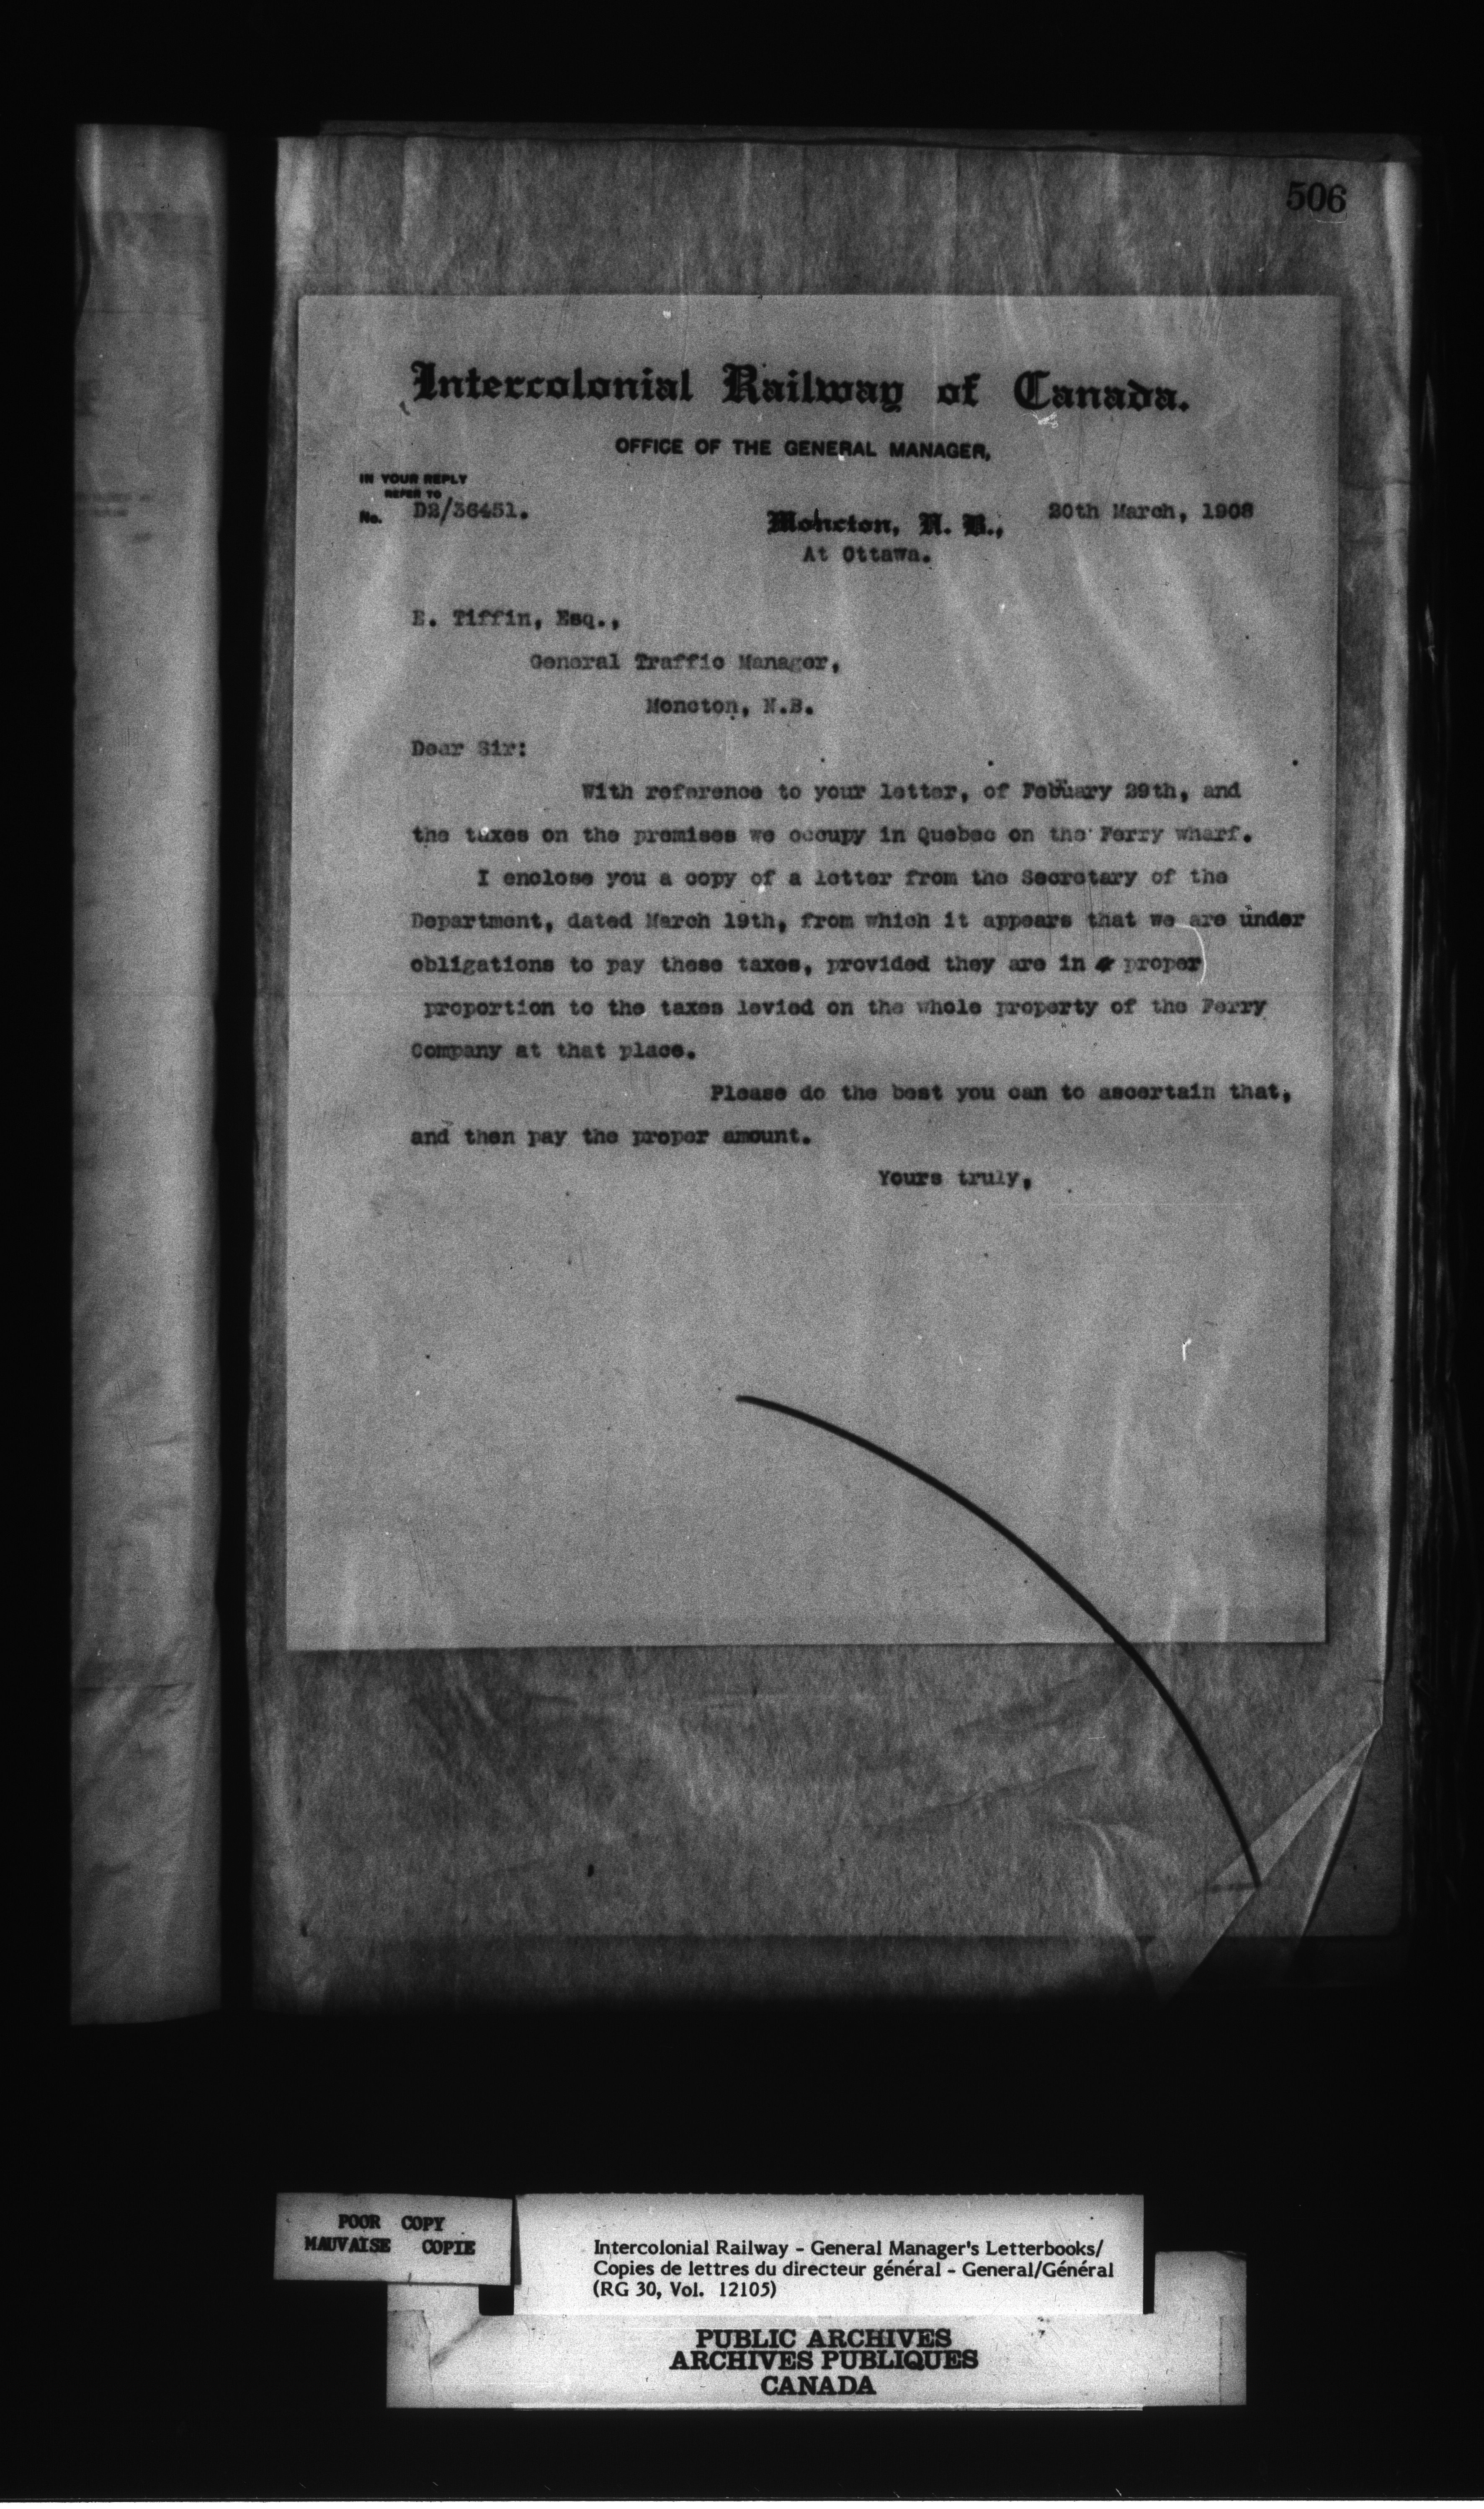 506
Intercolonial Railway of Canada.
OFFICE OF THE GENERAL MANAGER,
IN YOUR REPLY
REFER TO
No. D2/36451.
Moncton, N. B., 20th March, 1908
At Ottawa.
E. Tiffin, Esq.,
General Traffic Manager,
Moncton, N.B.
Dear Sir:
With reference to your letter, of Febuary 29th, and
the taxes on the premises we occupy in Quebec on the Ferry wharf.
I enclose you a copy of a letter from the Secretary of the
Department, dated March 19th, from which it appears that we are under
obligations to pay these taxes, provided they are in proper
proportion to the taxes levied on the whole property of the Ferry
Company at that place.
Please do the best you can to ascertain that,
and then pay the proper amount.
Yours truly,
POOR COPY
MAUVAISE COPIE
Intercolonial Railway - General Manager's Letterbooks/
Copies de lettres du directeur général - General/Général
(RG 30, Vol. 12105)
PUBLIC ARCHIVES
ARCHIVES PUBLIQUES
CANADA